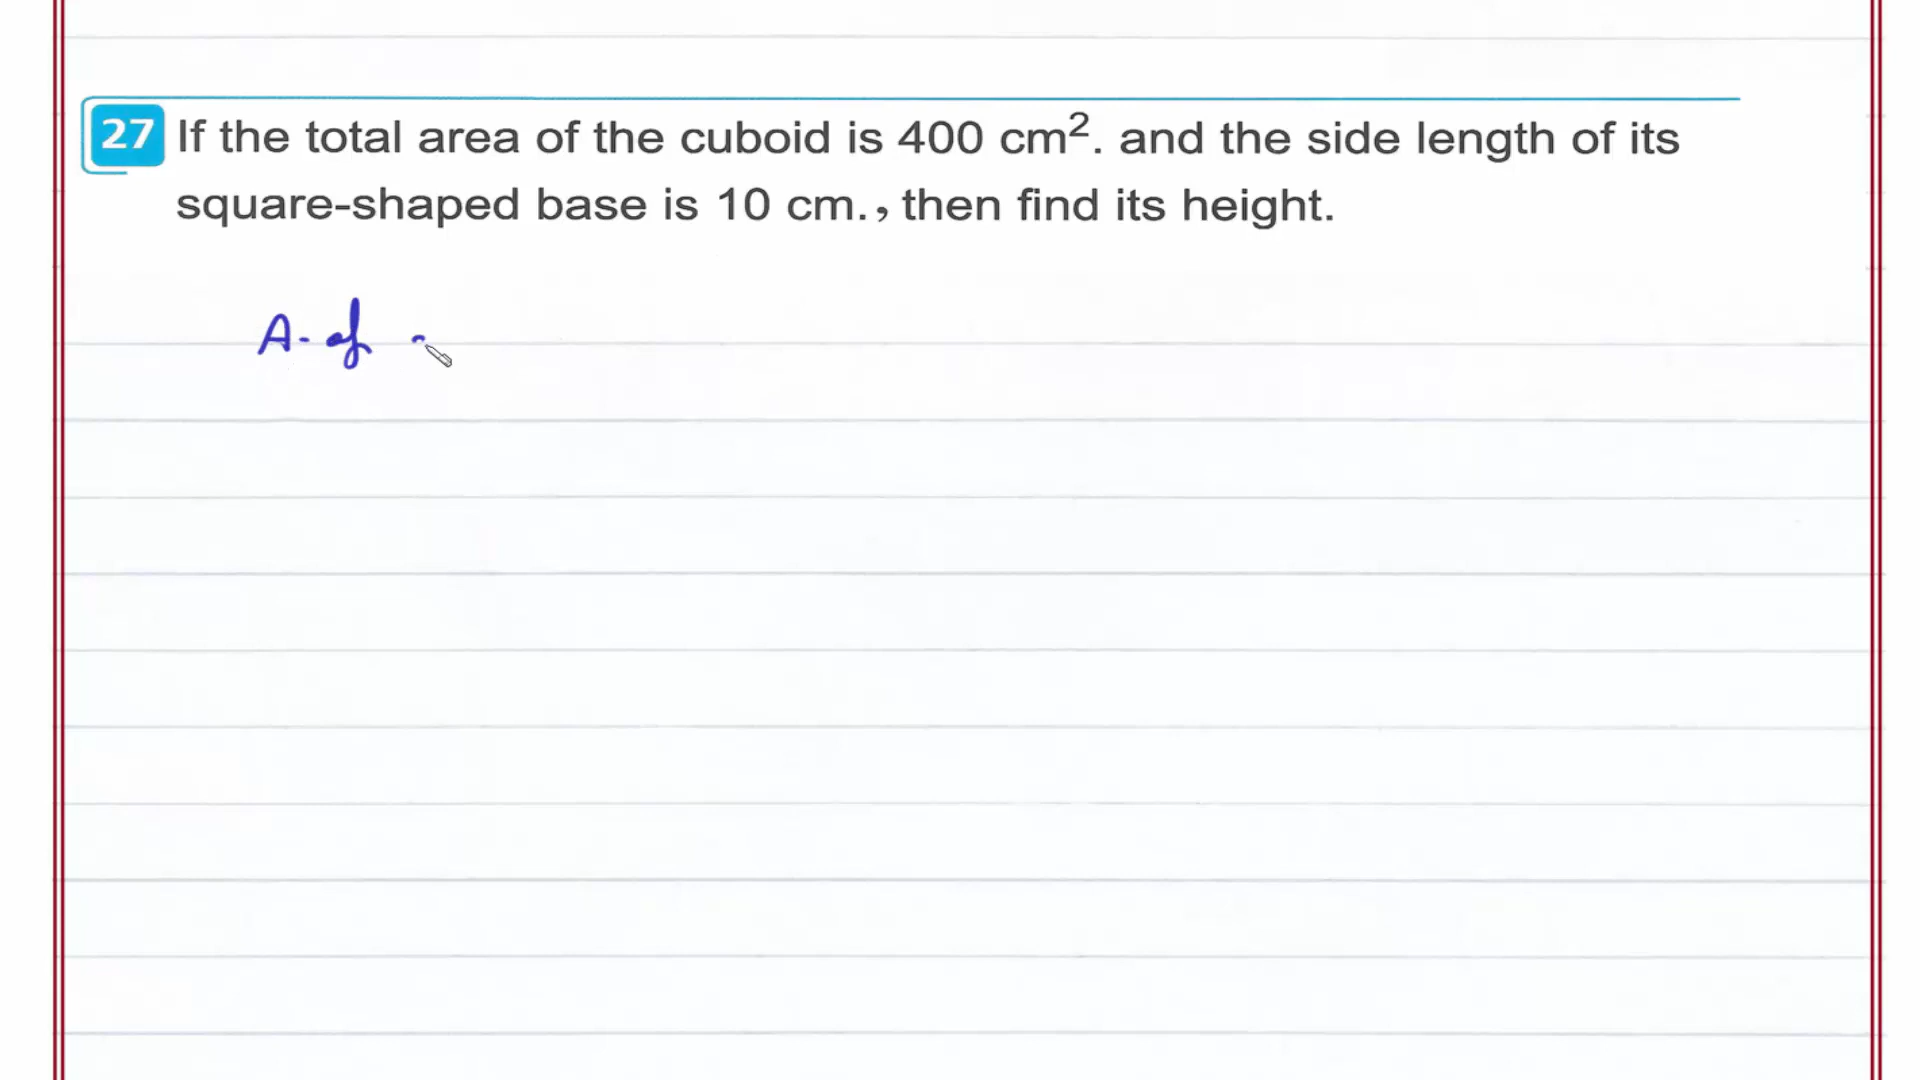 27 If the total area of the cuboid is 400 cm². and the side length of its
square-shaped base is 10 cm., then find its height.
A. of